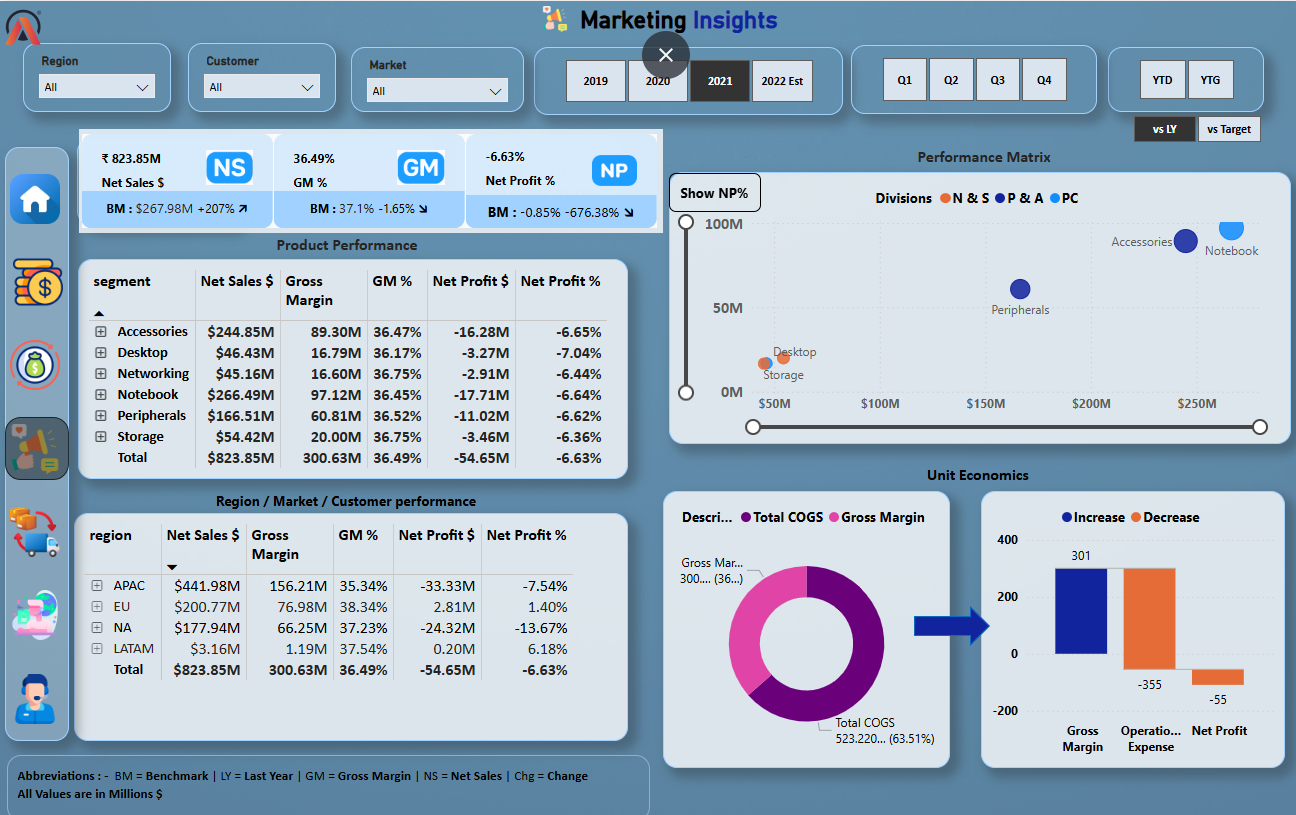 Marketing Insights
Region
All
Customer
All
Market
All
2019
2020
2021
2022 Est
Q1
Q2
Q3
Q4
YTD
YTG
vs LY
vs Target
₹ 823.85M
Net Sales $
NS
BM : $267.98M +207%
36.49%
GM %
GM
BM : 37.1% -1.65%
-6.63%
Net Profit %
NP
BM : -0.85% -676.38%
Product Performance
segment Net Sales $ Gross Margin GM % Net Profit $ Net Profit %
Accessories $244.85M 89.30M 36.47% -16.28M -6.65%
Desktop $46.43M 16.79M 36.17% -3.27M -7.04%
Networking $45.16M 16.60M 36.75% -2.91M -6.44%
Notebook $266.49M 97.12M 36.45% -17.71M -6.64%
Peripherals $166.51M 60.81M 36.52% -11.02M -6.62%
Storage $54.42M 20.00M 36.75% -3.46M -6.36%
Total $823.85M 300.63M 36.49% -54.65M -6.63%
Performance Matrix
Show NP%
Divisions N & S P & A PC
100M
50M
0M
Accessories
Notebook
Peripherals
Desktop
Storage
$50M $100M $150M $200M $250M
Region / Market / Customer performance
region Net Sales $ Gross Margin GM % Net Profit $ Net Profit %
APAC $441.98M 156.21M 35.34% -33.33M -7.54%
EU $200.77M 76.98M 38.34% 2.81M 1.40%
NA $177.94M 66.25M 37.23% -24.32M -13.67%
LATAM $3.16M 1.19M 37.54% 0.20M 6.18%
Total $823.85M 300.63M 36.49% -54.65M -6.63%
Unit Economics
Descri... Total COGS Gross Margin
Gross Mar...
300.... (36...)
Total COGS
523.220... (63.51%)
Increase Decrease
400
200
0
-200
301
-355
-55
Gross Margin
Operatio... Expense
Net Profit
Abbreviations : - BM = Benchmark | LY = Last Year | GM = Gross Margin | NS = Net Sales | Chg = Change
All Values are in Millions $